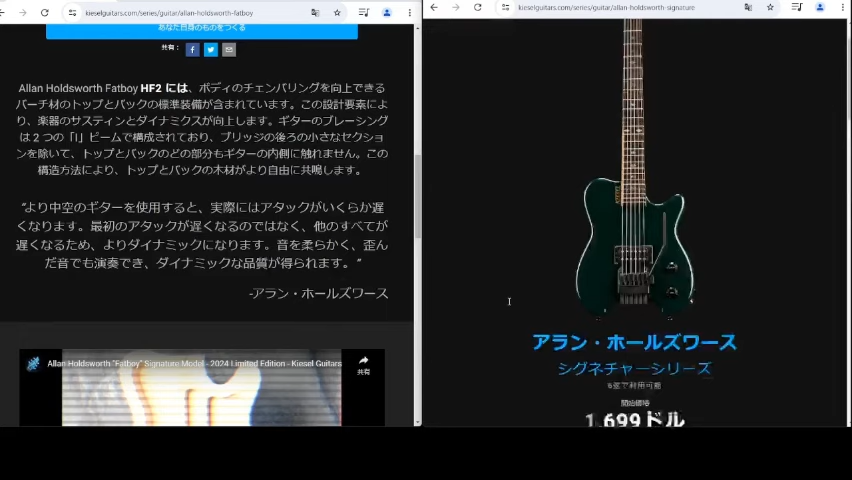 kieselguitars.com/series/guitar/allan-holdsworth-fatboy
あなた自身のものをつくる
共有：
Allan Holdsworth Fatboy HF2 には、ボディのチェンバリングを向上できる
バーチ材のトップとバックの標準装備が含まれています。この設計要素によ
り、楽器のサスティンとダイナミクスが向上します。ギターのブレーシング
は 2 つの「I」ビームで構成されており、ブリッジの後ろの小さなセクショ
ンを除いて、トップとバックのどの部分もギターの内側に触れません。この
構造方法により、トップとバックの木材がより自由に共鳴します。
“より中空のギターを使用すると、実際にはアタックがいくらか遅
くなります。最初のアタックが遅くなるのではなく、他のすべてが
遅くなるため、よりダイナミックになります。音を柔らかく、歪ん
だ音でも演奏でき、ダイナミックな品質が得られます。”
-アラン・ホールズワース
Allan Holdsworth "Fatboy" Signature Model - 2024 Limited Edition - Kiesel Guitars
共有
kieselguitars.com/series/guitar/allan-holdsworth-signature
アラン・ホールズワース
シグネチャーシリーズ
6弦で利用可能
開始価格
1,699ドル